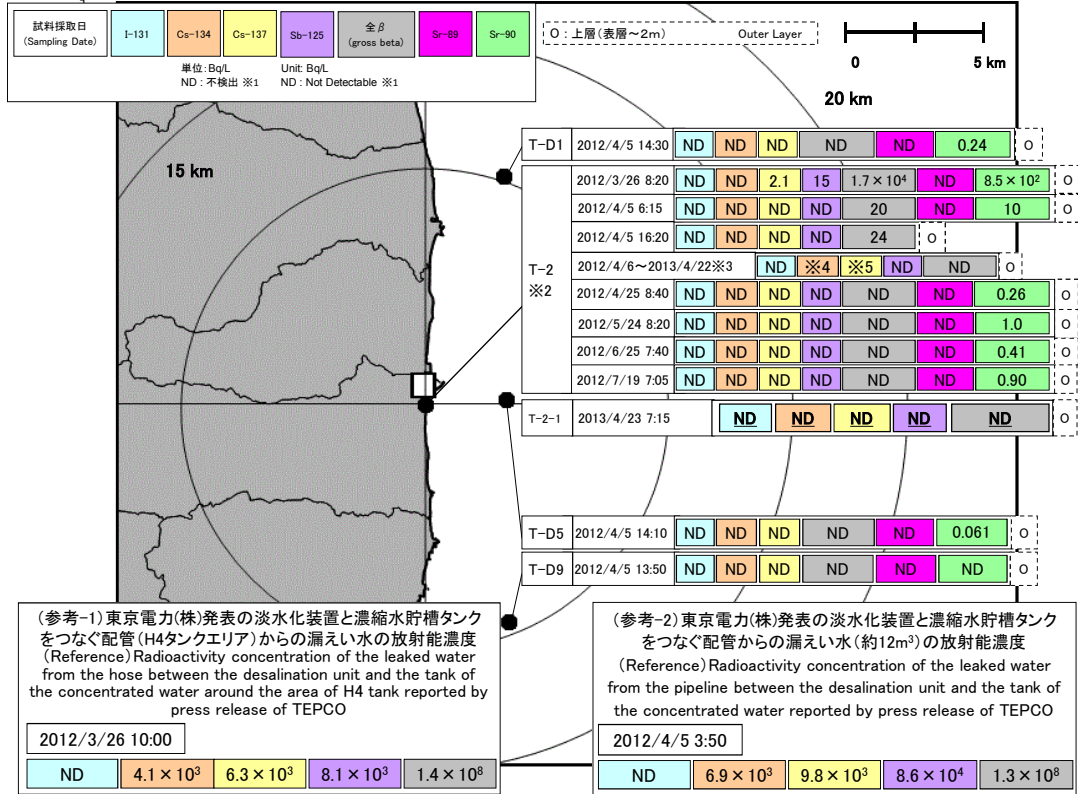 試料採取日
(Sampling Date)
I-131
Cs-134
Cs-137
Sb-125
全β
(gross beta)
Sr-89
Sr-90
単位:Bq/L
Unit: Bq/L
ND : 不検出 ※1
ND : Not Detectable ※1
O : 上層(表層～2m)
Outer Layer
0
5 km
20 km
15 km
T-D1 2012/4/5 14:30 ND ND ND ND ND 0.24 O
T-2
※2
2012/3/26 8:20 ND ND 2.1 15 1.7×10⁴ ND 8.5×10² O
2012/4/5 6:15 ND ND ND ND 20 ND 10 O
2012/4/5 16:20 ND ND ND ND 24 O
2012/4/6～2013/4/22※3 ND ※4 ※5 ND ND O
2012/4/25 8:40 ND ND ND ND ND ND 0.26 O
2012/5/24 8:20 ND ND ND ND ND ND 1.0 O
2012/6/25 7:40 ND ND ND ND ND ND 0.41 O
2012/7/19 7:05 ND ND ND ND ND ND 0.90 O
T-2-1 2013/4/23 7:15 ND ND ND ND ND O
T-D5 2012/4/5 14:10 ND ND ND ND ND 0.061 O
T-D9 2012/4/5 13:50 ND ND ND ND ND ND O
(参考-1)東京電力(株)発表の淡水化装置と濃縮水貯槽タンク
をつなぐ配管(H4タンクエリア)からの漏えい水の放射能濃度
(Reference)Radioactivity concentration of the leaked water
from the hose between the desalination unit and the tank of
the concentrated water around the area of H4 tank reported by
press release of TEPCO
2012/3/26 10:00
ND 4.1×10³ 6.3×10³ 8.1×10³ 1.4×10⁸
(参考-2)東京電力(株)発表の淡水化装置と濃縮水貯槽タンク
をつなぐ配管からの漏えい水(約12m³)の放射能濃度
(Reference)Radioactivity concentration of the leaked water
from the pipeline between the desalination unit and the tank of
the concentrated water reported by press release of TEPCO
2012/4/5 3:50
ND 6.9×10³ 9.8×10³ 8.6×10⁴ 1.3×10⁸